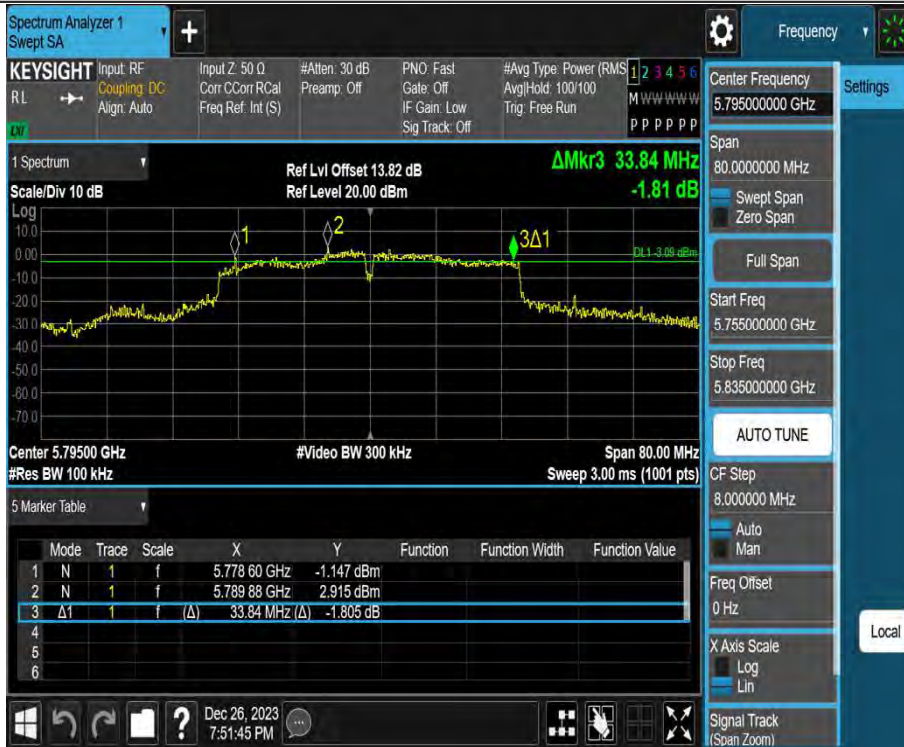 Spectrum Analyzer 1
Swept SA
+
Frequency
KEYSIGHT
RL
LXI
Input: RF
Coupling: DC
Align: Auto
Input Z: 50 Ω
Corr CCorr RCal
Freq Ref: Int (S)
#Atten: 30 dB
Preamp: Off
PNO: Fast
Gate: Off
IF Gain: Low
Sig Track: Off
#Avg Type: Power (RMS
Avg|Hold: 100/100
Trig: Free Run
1 2 3 4 5 6
M W W W W W
P P P P P P
1 Spectrum
Scale/Div 10 dB
Ref Lvl Offset 13.82 dB
Ref Level 20.00 dBm
ΔMkr3 33.84 MHz
-1.81 dB
Log
10.0
0.00
-10.0
-20.0
-30.0
-40.0
-50.0
-60.0
-70.0
1
2
3Δ1
DL1 -3.09 dBm
Center 5.79500 GHz
#Video BW 300 kHz
Span 80.00 MHz
#Res BW 100 kHz
Sweep 3.00 ms (1001 pts)
5 Marker Table
Mode Trace Scale X Y Function Function Width Function Value
1 N 1 f 5.778 60 GHz -1.147 dBm
2 N 1 f 5.789 88 GHz 2.915 dBm
3 Δ1 1 f (Δ) 33.84 MHz (Δ) -1.805 dB
4
5
6
?
Dec 26, 2023
7:51:45 PM
Center Frequency
5.795000000 GHz
Settings
Span
80.0000000 MHz
Swept Span
Zero Span
Full Span
Start Freq
5.755000000 GHz
Stop Freq
5.835000000 GHz
AUTO TUNE
CF Step
8.000000 MHz
Auto
Man
Freq Offset
0 Hz
Local
X Axis Scale
Log
Lin
Signal Track
(Span Zoom)